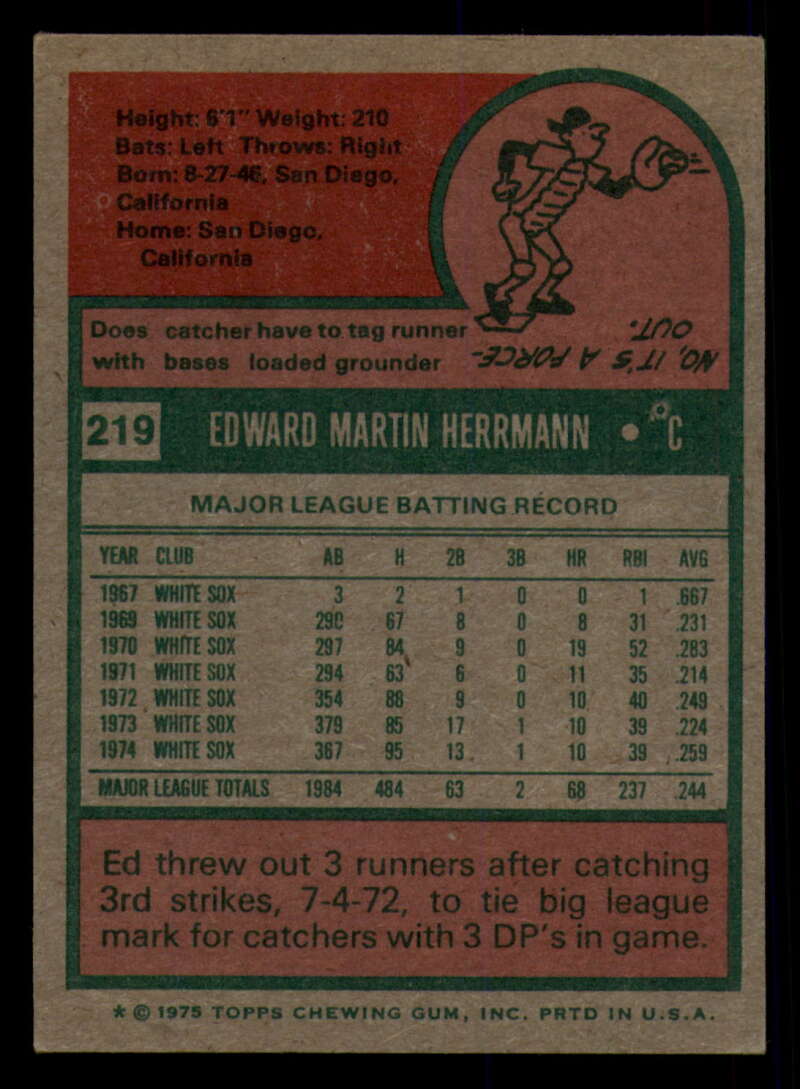 Height: 6'1" Weight: 210
Bats: Left Throws: Right
Born: 8-27-46, San Diego,
California
Home: San Diego,
California
Does catcher have to tag runner
with bases loaded grounder
NO, IT'S A FORCE-
OUT.
219 EDWARD MARTIN HERRMANN • C
MAJOR LEAGUE BATTING RECORD
YEAR CLUB AB H 2B 3B HR RBI AVG
1967 WHITE SOX 3 2 1 0 0 1 .667
1969 WHITE SOX 290 67 8 0 8 31 .231
1970 WHITE SOX 297 84 9 0 19 52 .283
1971 WHITE SOX 294 63 6 0 11 35 .214
1972 WHITE SOX 354 88 9 0 10 40 .249
1973 WHITE SOX 379 85 17 1 10 39 .224
1974 WHITE SOX 367 95 13 1 10 39 .259
MAJOR LEAGUE TOTALS 1984 484 63 2 68 237 .244
Ed threw out 3 runners after catching
3rd strikes, 7-4-72, to tie big league
mark for catchers with 3 DP's in game.
* © 1975 TOPPS CHEWING GUM, INC. PRTD IN U.S.A.